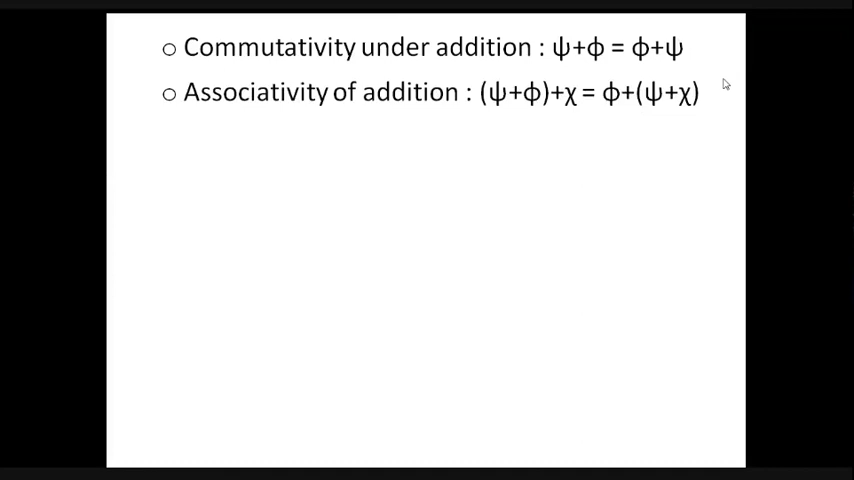 ○ Commutativity under addition : ψ+ϕ = ϕ+ψ
○ Associativity of addition : (ψ+ϕ)+χ = ϕ+(ψ+χ)